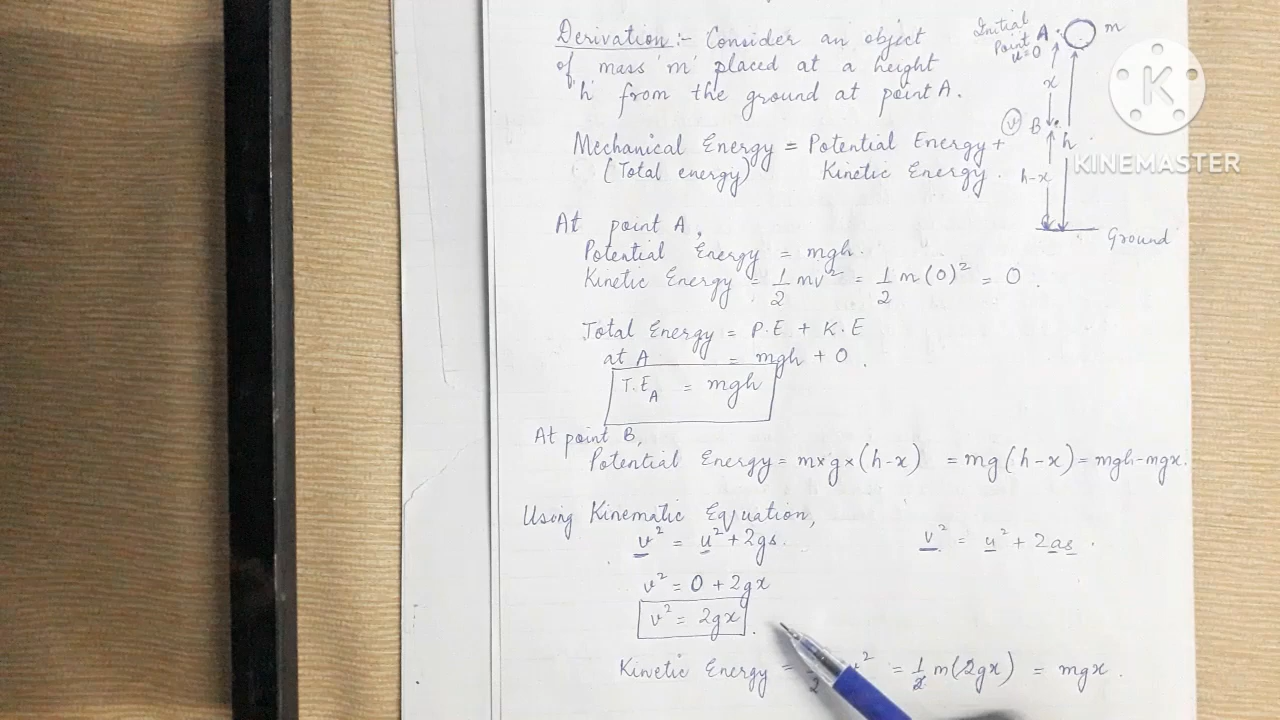 Derivation :- Consider an object
of mass 'm' placed at a height
'h' from the ground at point A.
Initial
Point A
u=0
m
x
v B
h
h-x
Ground
K
KINEMASTER
Mechanical Energy = Potential Energy +
(Total energy) Kinetic Energy.
At point A,
Potential Energy = mgh.
Kinetic Energy = 1/2 mv² = 1/2 m(0)² = 0.
Total Energy = P.E + K.E
at A = mgh + 0.
T.E_A = mgh
At point B,
Potential Energy = m×g×(h-x) = mg(h-x) = mgh-mgx.
Using Kinematic Equation,
v² = u² + 2gs. v² = u² + 2as.
v² = 0 + 2gx
v² = 2gx.
Kinetic Energy = v² = 1/2 m(2gx) = mgx.